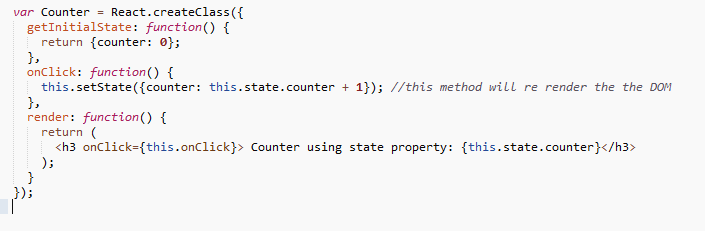 var Counter = React.createClass({
  getInitialState: function() {
    return {counter: 0};
  },
  onClick: function() {
    this.setState({counter: this.state.counter + 1}); //this method will re render the the DOM
  },
  render: function() {
    return (
      <h3 onClick={this.onClick}> Counter using state property: {this.state.counter}</h3>
    );
  }
});